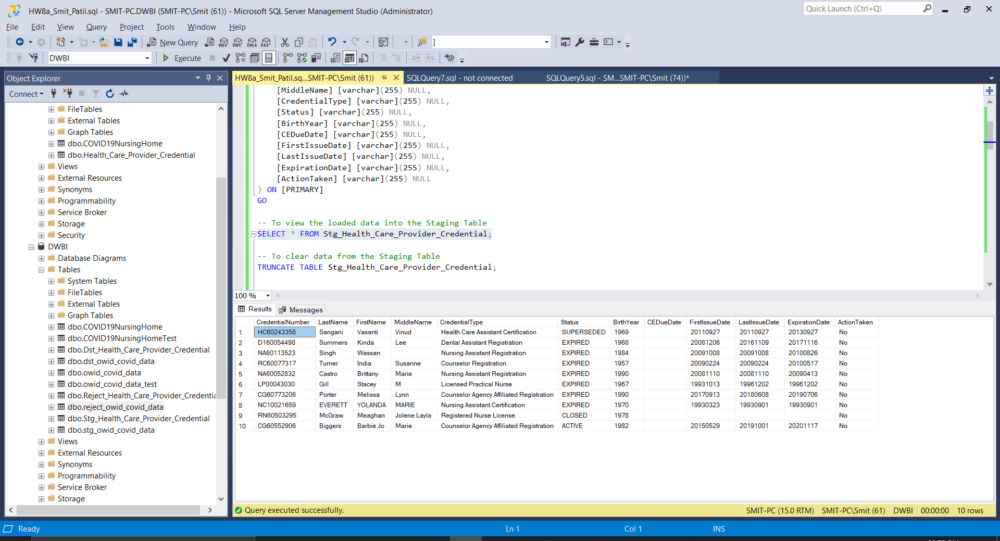 HW8a_Smit_Patil.sql - SMIT-PC.DWBI (SMIT-PC\Smit (61)) - Microsoft SQL Server Management Studio (Administrator)
Quick Launch (Ctrl+Q)
File Edit View Query Project Tools Window Help
New Query MDX DMX XMLA DAX ]
DWBI Execute
Object Explorer
Connect
FileTables
External Tables
Graph Tables
dbo.COVID19NursingHome
dbo.Health_Care_Provider_Credential
Views
External Resources
Synonyms
Programmability
Service Broker
Storage
Security
DWBI
Database Diagrams
Tables
System Tables
FileTables
External Tables
Graph Tables
dbo.COVID19NursingHome
dbo.COVID19NursingHomeTest
dbo.Dst_Health_Care_Provider_Credential
dbo.dst_owid_covid_data
dbo.owid_covid_data
dbo.owid_covid_data_test
dbo.Reject_Health_Care_Provider_Credentia
dbo.reject_owid_covid_data
dbo.Stg_Health_Care_Provider_Credential
dbo.stg_owid_covid_data
Views
External Resources
Synonyms
Programmability
Service Broker
Storage
HW8a_Smit_Patil.sq...SMIT-PC\Smit (61)) SQLQuery7.sql - not connected SQLQuery5.sql - SM...SMIT-PC\Smit (74))*
[MiddleName] [varchar](255) NULL,
[CredentialType] [varchar](255) NULL,
[Status] [varchar](255) NULL,
[BirthYear] [varchar](255) NULL,
[CEDueDate] [varchar](255) NULL,
[FirstIssueDate] [varchar](255) NULL,
[LastIssueDate] [varchar](255) NULL,
[ExpirationDate] [varchar](255) NULL,
[ActionTaken] [varchar](255) NULL
) ON [PRIMARY]
GO
-- To view the loaded data into the Staging Table
SELECT * FROM Stg_Health_Care_Provider_Credential;
-- To clear data from the Staging Table
TRUNCATE TABLE Stg_Health_Care_Provider_Credential;
100 %
Results Messages
CredentialNumber LastName FirstName MiddleName CredentialType Status BirthYear CEDueDate FirstIssueDate LastIssueDate ExpirationDate ActionTaken
1 HC60243358 Sangani Vasanti Vinud Health Care Assistant Certification SUPERSEDED 1969 20110927 20110927 20130927 No
2 D160054498 Summers Kinda Lee Dental Assistant Registration EXPIRED 1968 20081206 20161109 20171116 No
3 NA60113523 Singh Wassan Nursing Assistant Registration EXPIRED 1984 20091008 20091008 20100826 No
4 RC60077317 Turner India Susanne Counselor Registration EXPIRED 1957 20090224 20090224 20100517 No
5 NA60052832 Castro Brittany Marie Nursing Assistant Registration EXPIRED 1990 20081110 20081110 20090413 No
6 LP00043030 Gill Stacey M Licensed Practical Nurse EXPIRED 1967 19931013 19961202 19961202 No
7 CG60773206 Porter Melissa Lynn Counselor Agency Affiliated Registration EXPIRED 1990 20170913 20180608 20190706 No
8 NC10021659 EVERETT YOLANDA MARIE Nursing Assistant Certification EXPIRED 1970 19930323 19930901 19930901 No
9 RN60503295 McGraw Meaghan Jolene Layla Registered Nurse License CLOSED 1978 No
10 CG60552906 Biggers Barbie Jo Marie Counselor Agency Affiliated Registration ACTIVE 1982 20150529 20191001 20201117 No
Query executed successfully. SMIT-PC (15.0 RTM) SMIT-PC\Smit (61) DWBI 00:00:00 10 rows
Ready Ln 1 Col 1 INS